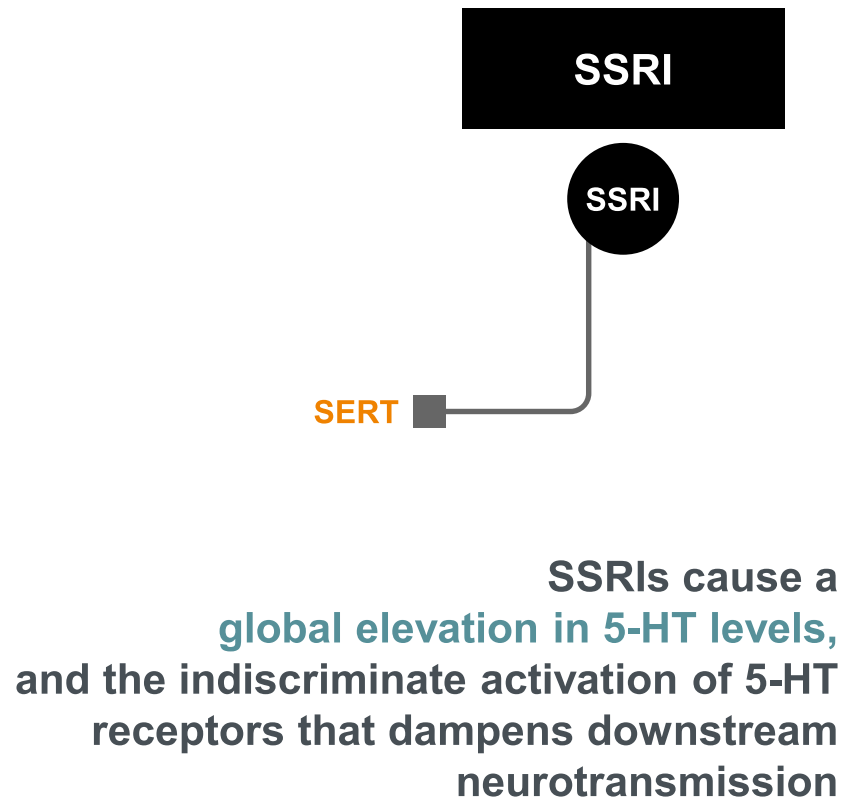 SSRI
SSRI
SERT
SSRIs cause a
global elevation in 5-HT levels,
and the indiscriminate activation of 5-HT
receptors that dampens downstream
neurotransmission